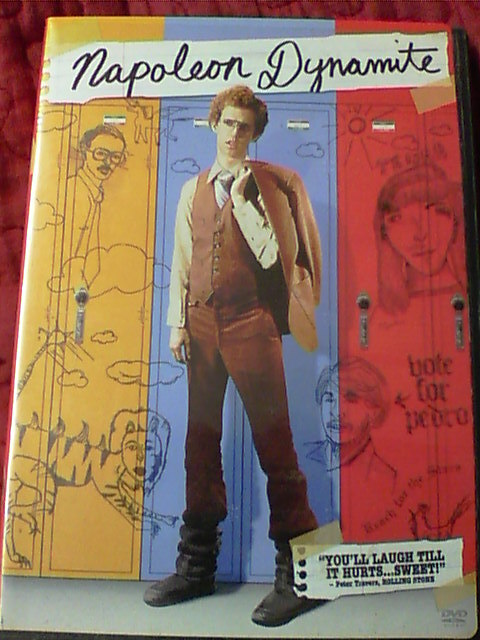 Napoleon Dynamite
vote
for
pedro
"YOU'LL LAUGH TILL
IT HURTS...SWEET!"
- Peter Travers, ROLLING STONE
DVD